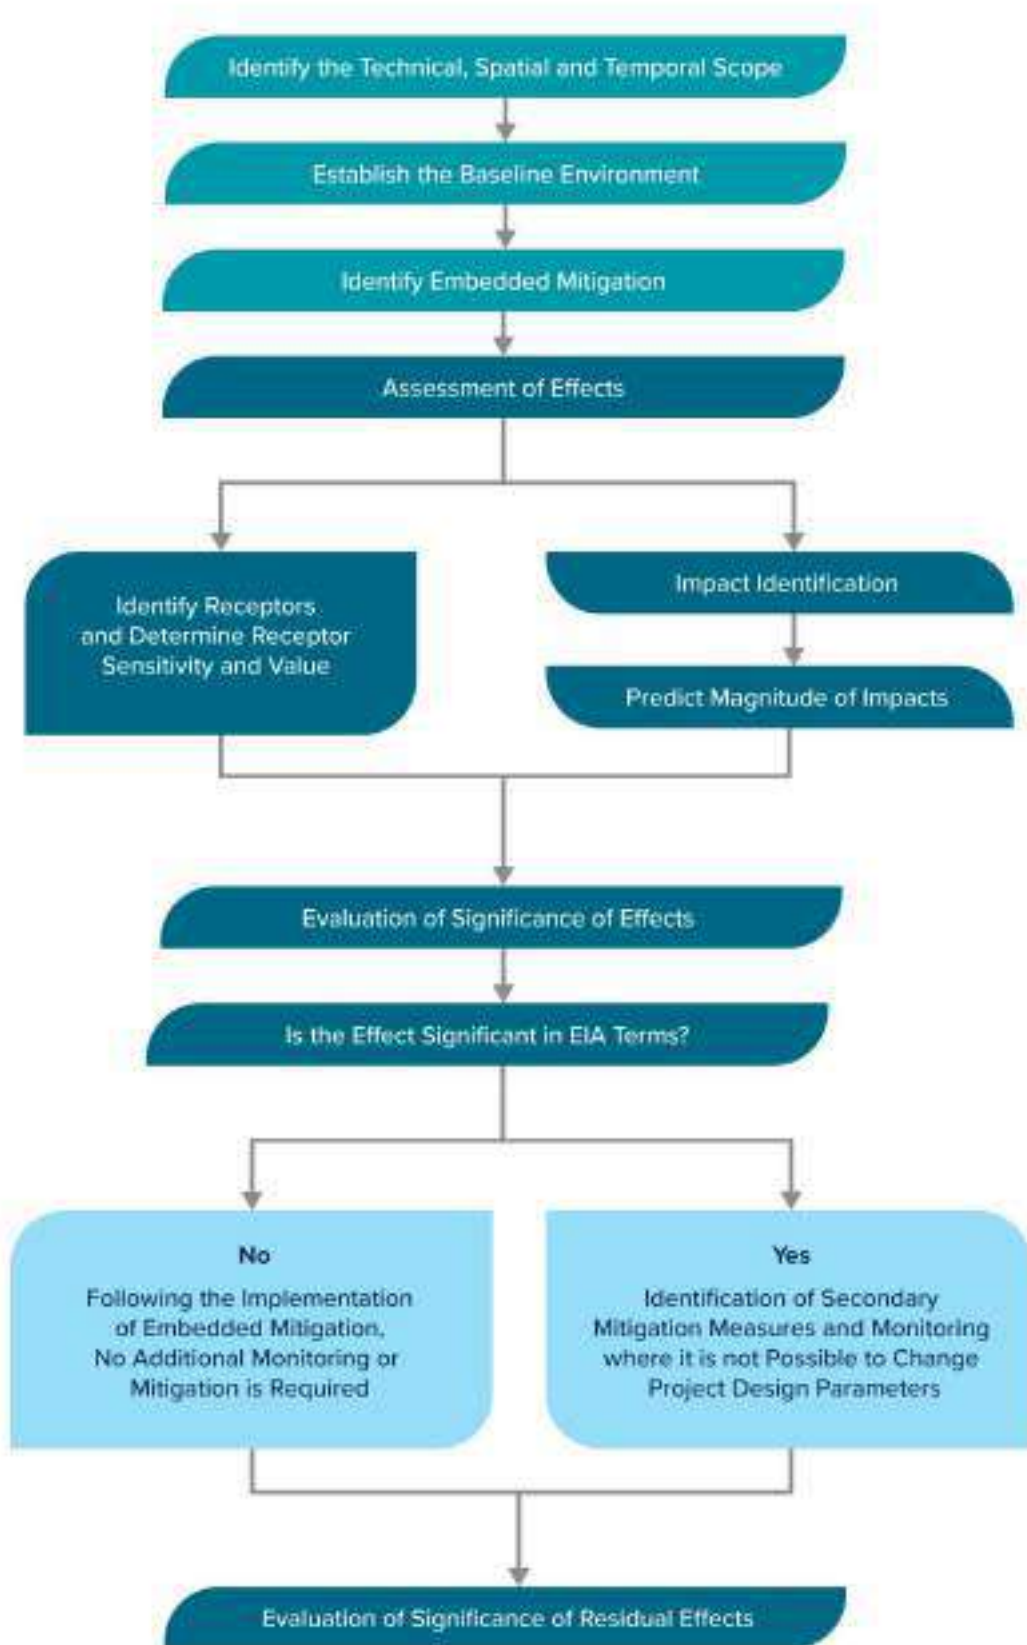 Identify the Technical, Spatial and Temporal Scope
Establish the Baseline Environment
Identify Embedded Mitigation
Assessment of Effects
Identify Receptors
and Determine Receptor
Sensitivity and Value
Impact Identification
Predict Magnitude of Impacts
Evaluation of Significance of Effects
Is the Effect Significant in EIA Terms?
No
Following the Implementation
of Embedded Mitigation,
No Additional Monitoring or
Mitigation is Required
Yes
Identification of Secondary
Mitigation Measures and Monitoring
where it is not Possible to Change
Project Design Parameters
Evaluation of Significance of Residual Effects